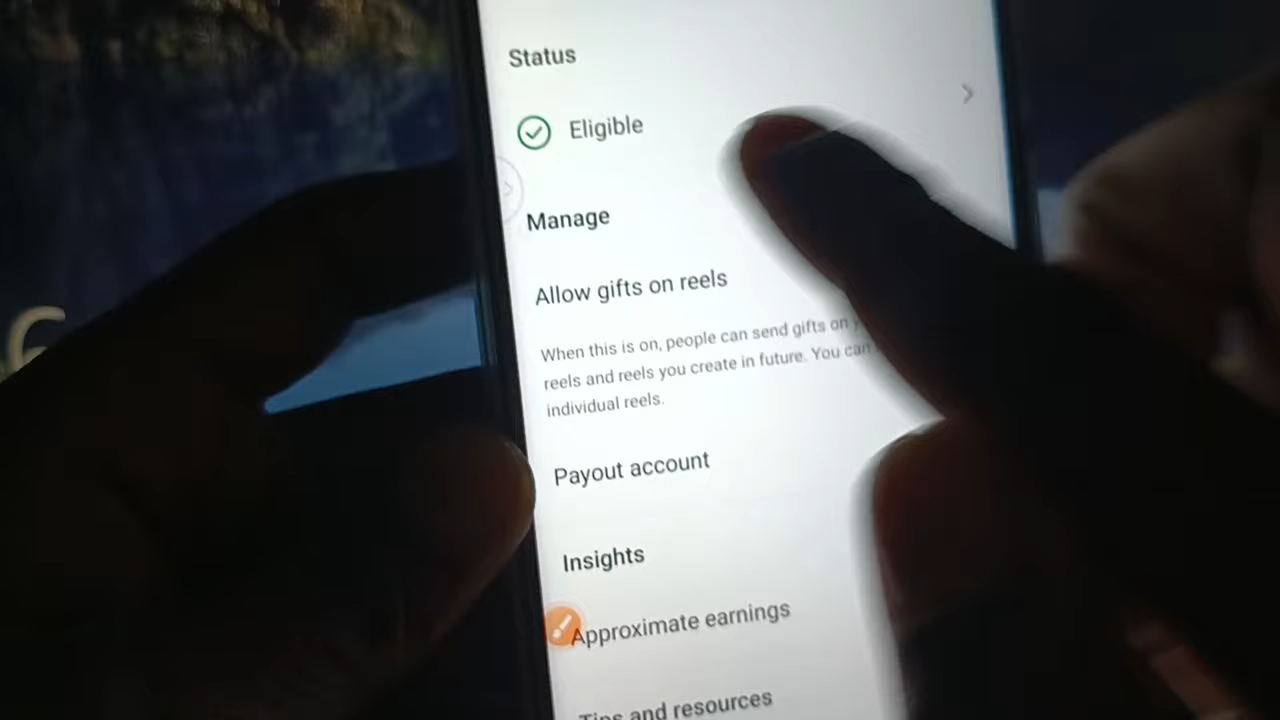 Status
Eligible
Manage
Allow gifts on reels
When this is on, people can send gifts on
reels and reels you create in future. You can
individual reels.
Payout account
Insights
Approximate earnings
Tips and resources